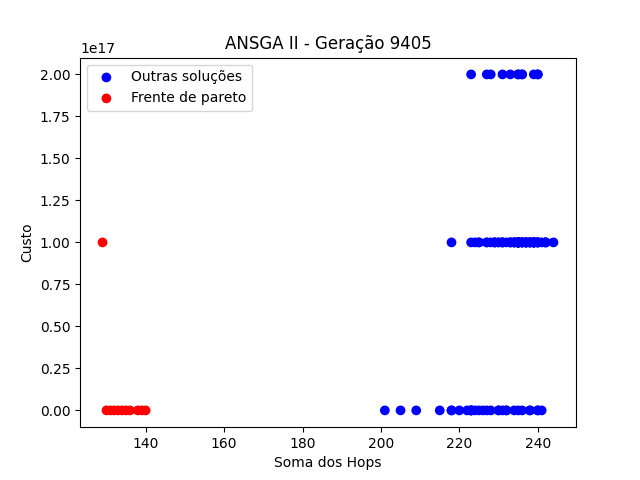 ANSGA II - Geração 9405
1e17
2.00
1.75
1.50
1.25
1.00
0.75
0.50
0.25
0.00
Custo
Outras soluções
Frente de pareto
140 160 180 200 220 240
Soma dos Hops